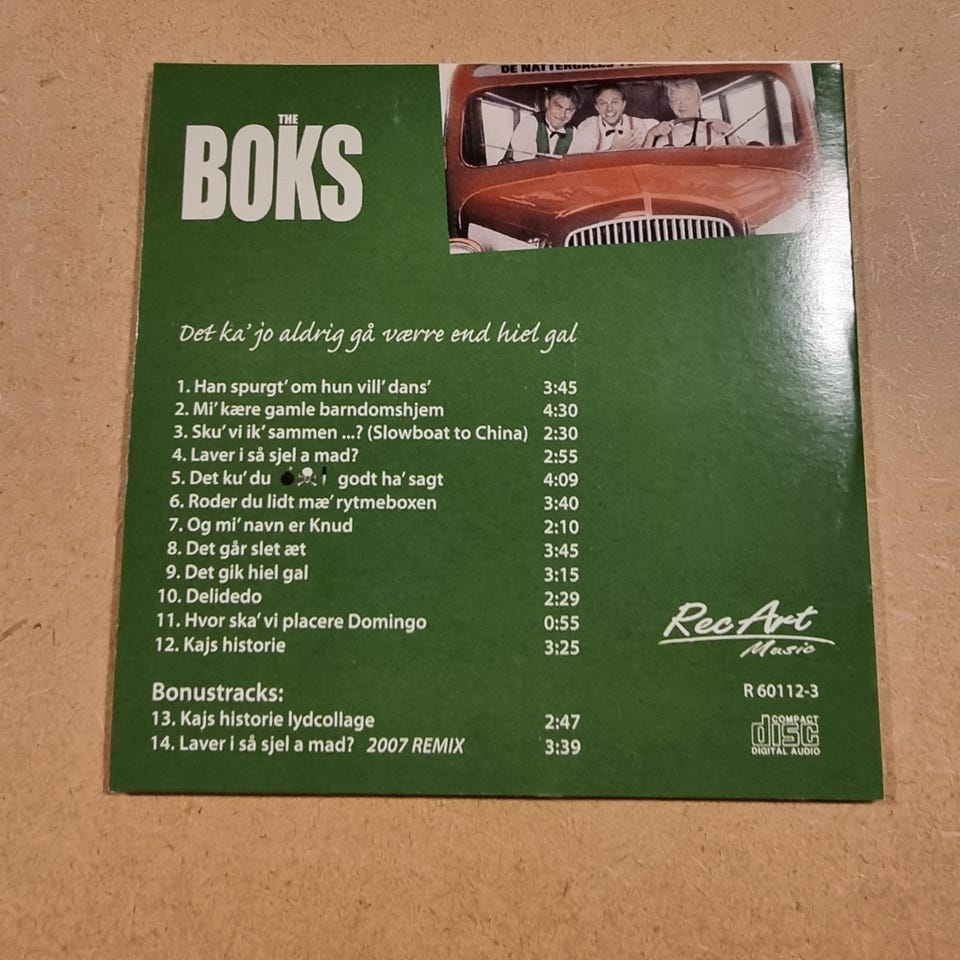 DE NATTERGALES
THE
BOKS
Det ka' jo aldrig gå værre end hiel gal
1. Han spurgt' om hun vill' dans' 3:45
2. Mi' kære gamle barndomshjem 4:30
3. Sku' vi ik' sammen ...? (Slowboat to China) 2:30
4. Laver i så sjel a mad? 2:55
5. Det ku' du godt ha' sagt 4:09
6. Roder du lidt mæ' rytmeboxen 3:40
7. Og mi' navn er Knud 2:10
8. Det går slet æt 3:45
9. Det gik hiel gal 3:15
10. Delidedo 2:29
11. Hvor ska' vi placere Domingo 0:55
12. Kajs historie 3:25
Bonustracks:
13. Kajs historie lydcollage 2:47
14. Laver i så sjel a mad? 2007 REMIX 3:39
RecArt
Music
R 60112-3
COMPACT
disc
DIGITAL AUDIO